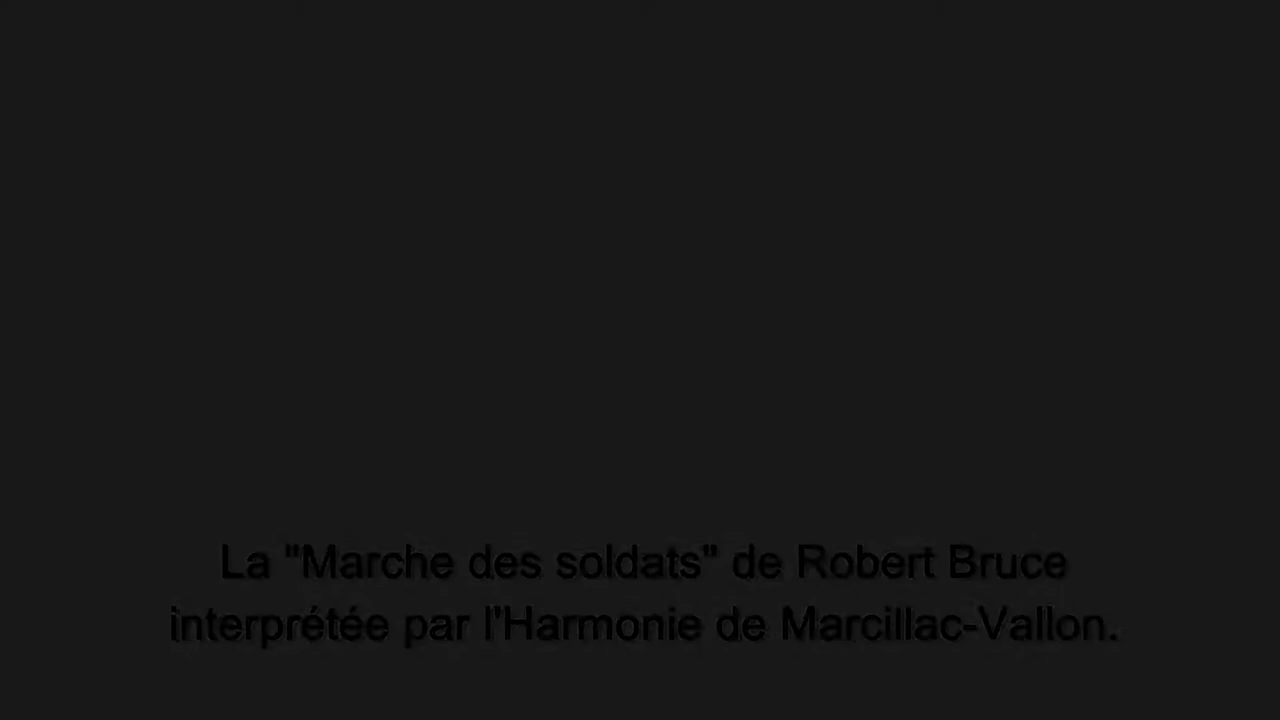 La "Marche des soldats" de Robert Bruce
interprétée par l'Harmonie de Marcillac-Vallon.